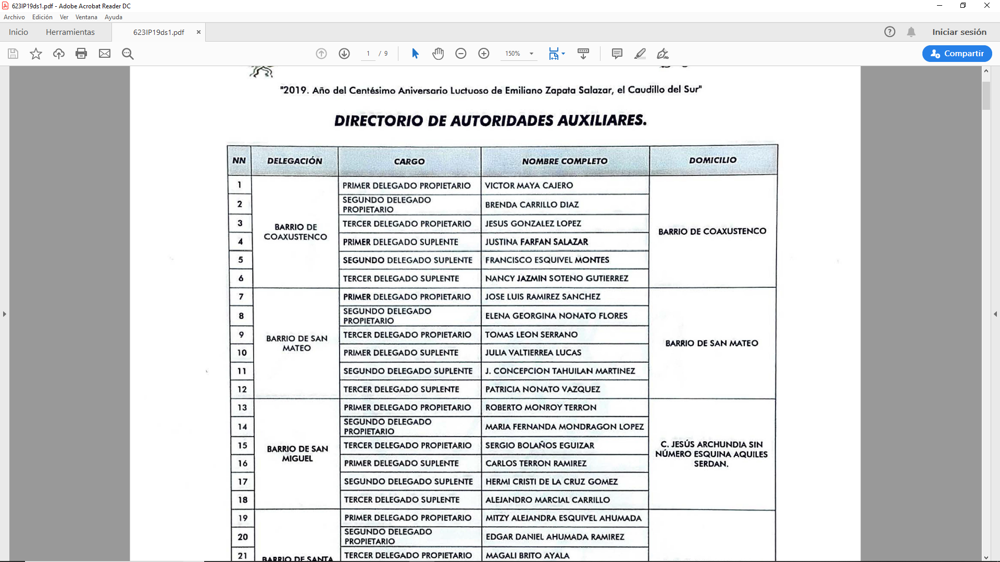 623IP19ds1.pdf - Adobe Acrobat Reader DC
Archivo Edición Ver Ventana Ayuda
Inicio Herramientas 623IP19ds1.pdf × Iniciar sesión
1 / 9 150% Compartir
"2019. Año del Centésimo Aniversario Luctuoso de Emiliano Zapata Salazar, el Caudillo del Sur"
DIRECTORIO DE AUTORIDADES AUXILIARES.
NN DELEGACIÓN CARGO NOMBRE COMPLETO DOMICILIO
1 PRIMER DELEGADO PROPIETARIO VICTOR MAYA CAJERO
2 SEGUNDO DELEGADO
PROPIETARIO BRENDA CARRILLO DIAZ
3 TERCER DELEGADO PROPIETARIO JESUS GONZALEZ LOPEZ
BARRIO DE
COAXUSTENCO
BARRIO DE COAXUSTENCO
4 PRIMER DELEGADO SUPLENTE JUSTINA FARFAN SALAZAR
5 SEGUNDO DELEGADO SUPLENTE FRANCISCO ESQUIVEL MONTES
6 TERCER DELEGADO SUPLENTE NANCY JAZMIN SOTENO GUTIERREZ
7 PRIMER DELEGADO PROPIETARIO JOSE LUIS RAMIREZ SANCHEZ
8 SEGUNDO DELEGADO
PROPIETARIO ELENA GEORGINA NONATO FLORES
9 TERCER DELEGADO PROPIETARIO TOMAS LEON SERRANO
BARRIO DE SAN
MATEO
BARRIO DE SAN MATEO
10 PRIMER DELEGADO SUPLENTE JULIA VALTIERREA LUCAS
11 SEGUNDO DELEGADO SUPLENTE J. CONCEPCION TAHUILAN MARTINEZ
12 TERCER DELEGADO SUPLENTE PATRICIA NONATO VAZQUEZ
13 PRIMER DELEGADO PROPIETARIO ROBERTO MONROY TERRON
14 SEGUNDO DELEGADO
PROPIETARIO MARIA FERNANDA MONDRAGON LOPEZ
15 TERCER DELEGADO PROPIETARIO SERGIO BOLAÑOS EGUIZAR
BARRIO DE SAN
MIGUEL
C. JESÚS ARCHUNDIA SIN
NÚMERO ESQUINA AQUILES
SERDAN.
16 PRIMER DELEGADO SUPLENTE CARLOS TERRON RAMIREZ
17 SEGUNDO DELEGADO SUPLENTE HERMI CRISTI DE LA CRUZ GOMEZ
18 TERCER DELEGADO SUPLENTE ALEJANDRO MARCIAL CARRILLO
19 PRIMER DELEGADO PROPIETARIO MITZY ALEJANDRA ESQUIVEL AHUMADA
20 SEGUNDO DELEGADO
PROPIETARIO EDGAR DANIEL AHUMADA RAMIREZ
21 TERCER DELEGADO PROPIETARIO MAGALI BRITO AYALA
BARRIO DE SANTA